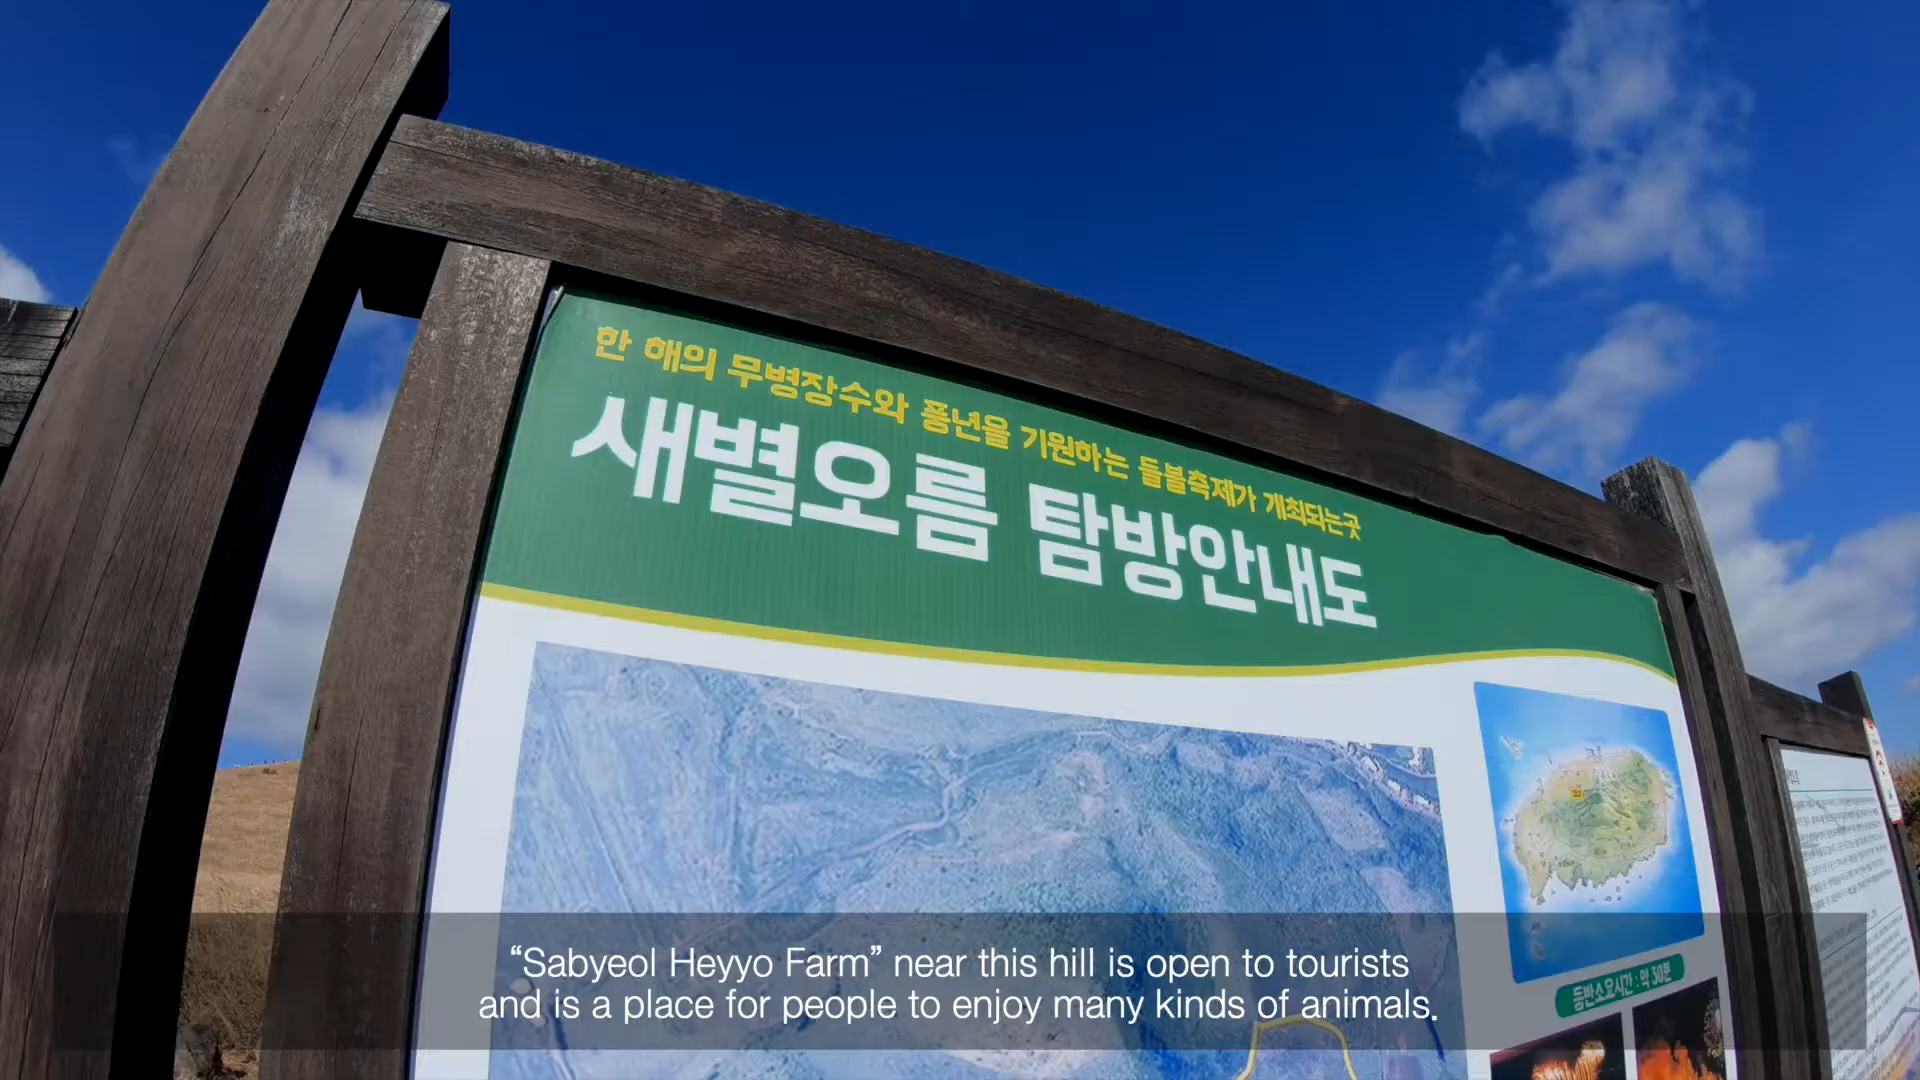 한 해의 무병장수와 풍년을 기원하는 들불축제가 개최되는곳
새별오름 탐방안내도
등반소요시간 : 약 30분
“Sabyeol Heyyo Farm” near this hill is open to tourists
and is a place for people to enjoy many kinds of animals.